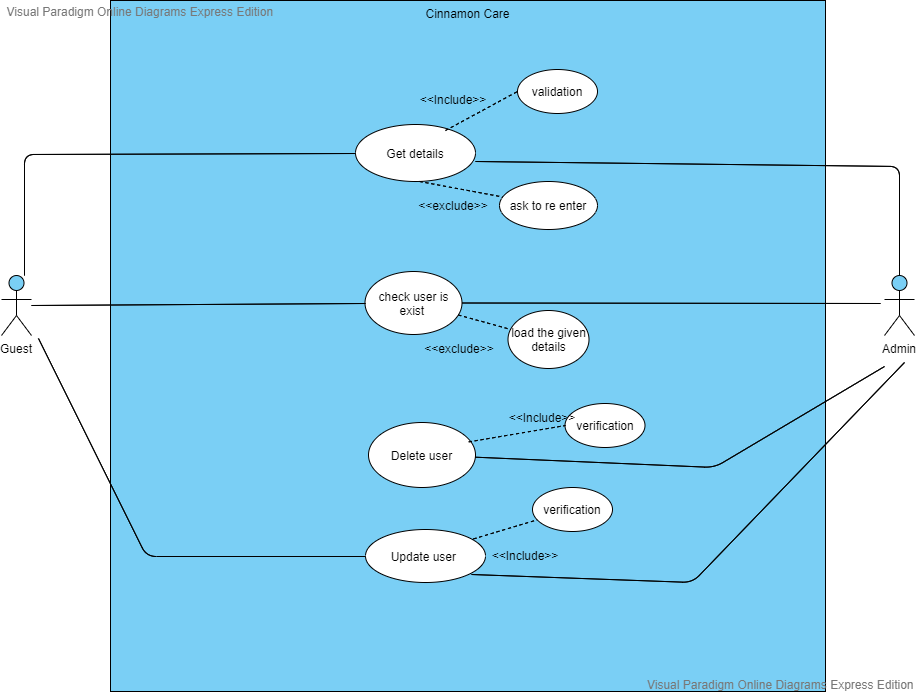 Visual Paradigm Online Diagrams Express Edition
Cinnamon Care
validation
<<Include>>
Get details
<<exclude>>
ask to re enter
check user is
exist
load the given
details
<<exclude>>
Guest
Admin
<<Include>>
verification
Delete user
verification
Update user
<<Include>>
Visual Paradigm Online Diagrams Express Edition